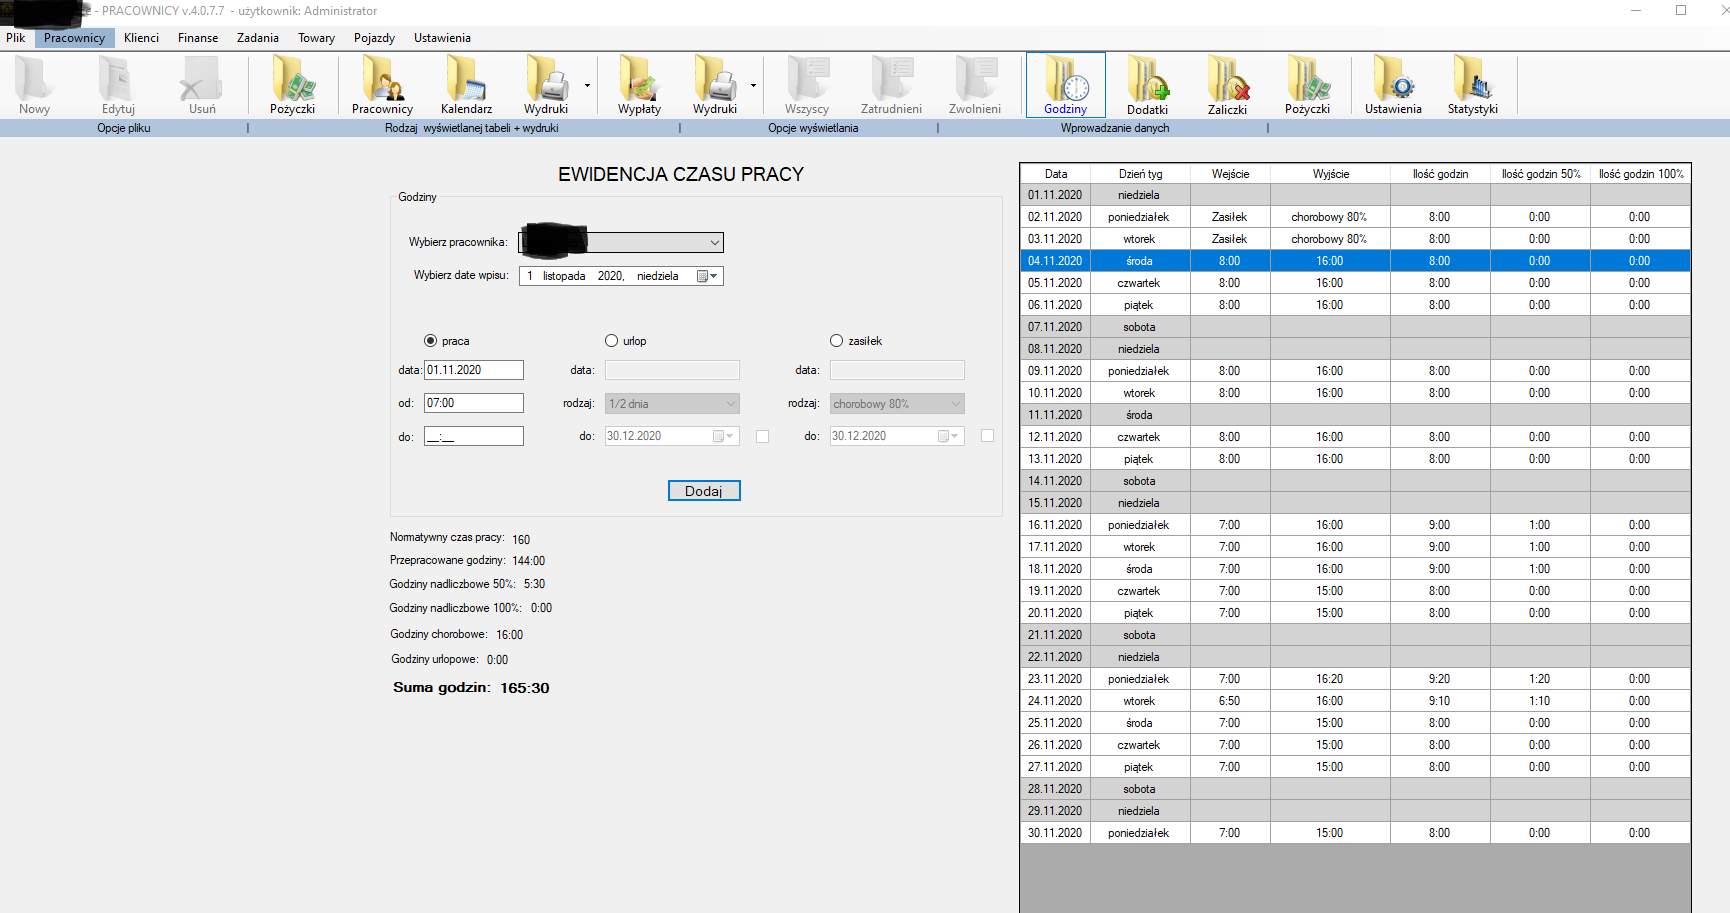 - PRACOWNICY v.4.0.7.7 - użytkownik: Administrator
Plik Pracownicy Klienci Finanse Zadania Towary Pojazdy Ustawienia
Nowy Edytuj Usuń Pożyczki Pracownicy Kalendarz Wydruki Wypłaty Wydruki Wszyscy Zatrudnieni Zwolnieni Godziny Dodatki Zaliczki Pożyczki Ustawienia Statystyki
Opcje pliku Rodzaj wyświetlanej tabeli + wydruki Opcje wyświetlania Wprowadzanie danych
EWIDENCJA CZASU PRACY
Godziny
Wybierz pracownika:
Wybierz date wpisu: 1 listopada 2020, niedziela
praca urlop zasiłek
data: 01.11.2020 data: data:
od: 07:00 rodzaj: 1/2 dnia rodzaj: chorobowy 80%
do: __:__ do: 30.12.2020 do: 30.12.2020
Dodaj
Normatywny czas pracy: 160
Przepracowane godziny: 144:00
Godziny nadliczbowe 50%: 5:30
Godziny nadliczbowe 100%: 0:00
Godziny chorobowe: 16:00
Godziny urlopowe: 0:00
Suma godzin: 165:30
Data Dzień tyg Wejście Wyjście Ilość godzin Ilość godzin 50% Ilość godzin 100%
01.11.2020 niedziela
02.11.2020 poniedziałek Zasiłek chorobowy 80% 8:00 0:00 0:00
03.11.2020 wtorek Zasiłek chorobowy 80% 8:00 0:00 0:00
04.11.2020 środa 8:00 16:00 8:00 0:00 0:00
05.11.2020 czwartek 8:00 16:00 8:00 0:00 0:00
06.11.2020 piątek 8:00 16:00 8:00 0:00 0:00
07.11.2020 sobota
08.11.2020 niedziela
09.11.2020 poniedziałek 8:00 16:00 8:00 0:00 0:00
10.11.2020 wtorek 8:00 16:00 8:00 0:00 0:00
11.11.2020 środa
12.11.2020 czwartek 8:00 16:00 8:00 0:00 0:00
13.11.2020 piątek 8:00 16:00 8:00 0:00 0:00
14.11.2020 sobota
15.11.2020 niedziela
16.11.2020 poniedziałek 7:00 16:00 9:00 1:00 0:00
17.11.2020 wtorek 7:00 16:00 9:00 1:00 0:00
18.11.2020 środa 7:00 16:00 9:00 1:00 0:00
19.11.2020 czwartek 7:00 15:00 8:00 0:00 0:00
20.11.2020 piątek 7:00 15:00 8:00 0:00 0:00
21.11.2020 sobota
22.11.2020 niedziela
23.11.2020 poniedziałek 7:00 16:20 9:20 1:20 0:00
24.11.2020 wtorek 6:50 16:00 9:10 1:10 0:00
25.11.2020 środa 7:00 15:00 8:00 0:00 0:00
26.11.2020 czwartek 7:00 15:00 8:00 0:00 0:00
27.11.2020 piątek 7:00 15:00 8:00 0:00 0:00
28.11.2020 sobota
29.11.2020 niedziela
30.11.2020 poniedziałek 7:00 15:00 8:00 0:00 0:00